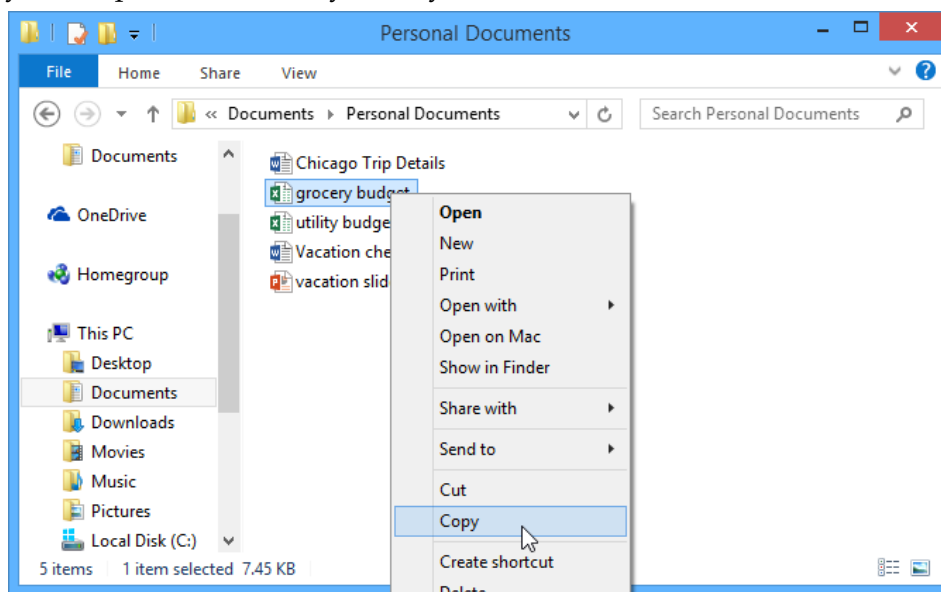 Personal Documents
File Home Share View
« Documents Personal Documents
Search Personal Documents
Documents
OneDrive
Homegroup
This PC
Desktop
Documents
Downloads
Movies
Music
Pictures
Local Disk (C:)
Chicago Trip Details
grocery budget
utility budge
Vacation che
vacation slid
Open
New
Print
Open with
Open on Mac
Show in Finder
Share with
Send to
Cut
Copy
Create shortcut
Delete
5 items 1 item selected 7.45 KB